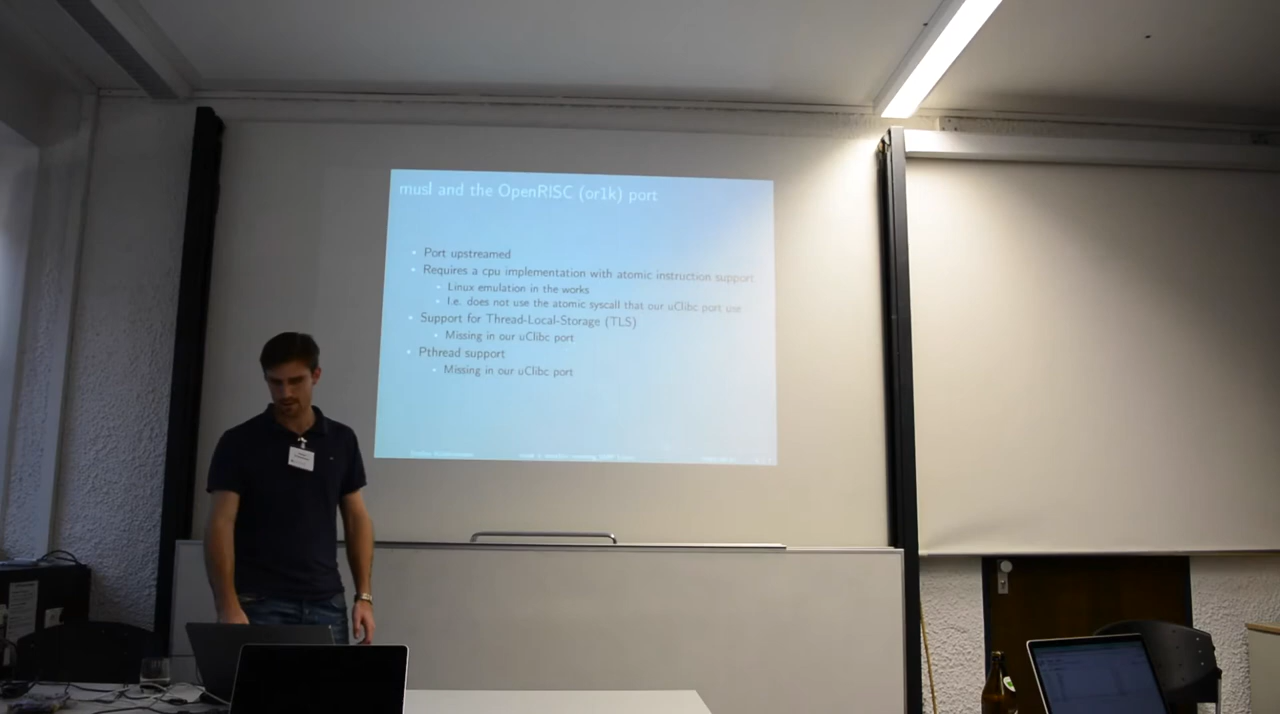 musl and the OpenRISC (or1k) port
Port upstreamed
Requires a cpu implementation with atomic instruction support
Linux emulation in the works
I.e. does not use the atomic syscall that our uClibc port use
Support for Thread-Local-Storage (TLS)
Missing in our uClibc port
Pthread support
Missing in our uClibc port